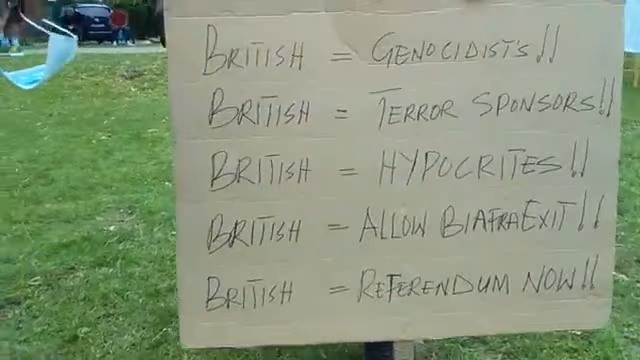 BRITISH = GENOCIDISTS!!
BRITISH = TERROR SPONSORS!!
BRITISH = HYPOCRITES!!
BRITISH = ALLOW BIAFRAEXIT!!
BRITISH = REFERENDUM NOW!!